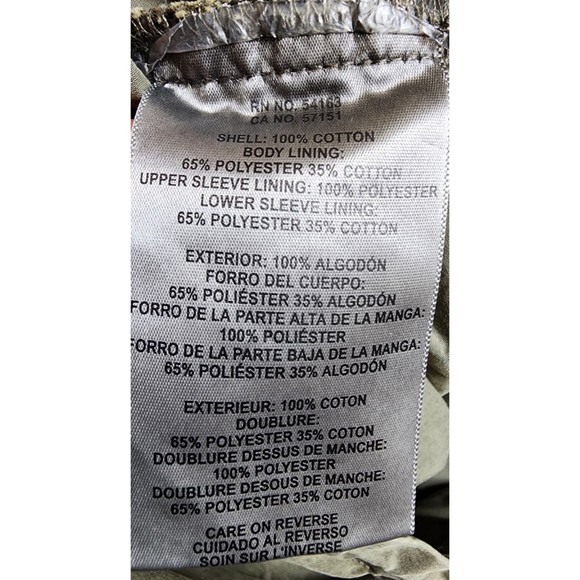 RN NO. 54163
CA NO. 57151
SHELL: 100% COTTON
BODY LINING:
65% POLYESTER 35% COTTON
UPPER SLEEVE LINING: 100% POLYESTER
LOWER SLEEVE LINING:
65% POLYESTER 35% COTTON
EXTERIOR: 100% ALGODÓN
FORRO DEL CUERPO:
65% POLIÉSTER 35% ALGODÓN
FORRO DE LA PARTE ALTA DE LA MANGA:
100% POLIÉSTER
FORRO DE LA PARTE BAJA DE LA MANGA:
65% POLIÉSTER 35% ALGODÓN
EXTERIEUR: 100% COTON
DOUBLURE:
65% POLYESTER 35% COTON
DOUBLURE DESSUS DE MANCHE:
100% POLYESTER
DOUBLURE DESOUS DE MANCHE:
65% POLYESTER 35% COTON
CARE ON REVERSE
CUIDADO AL REVERSO
SOIN SUR L'INVERSE